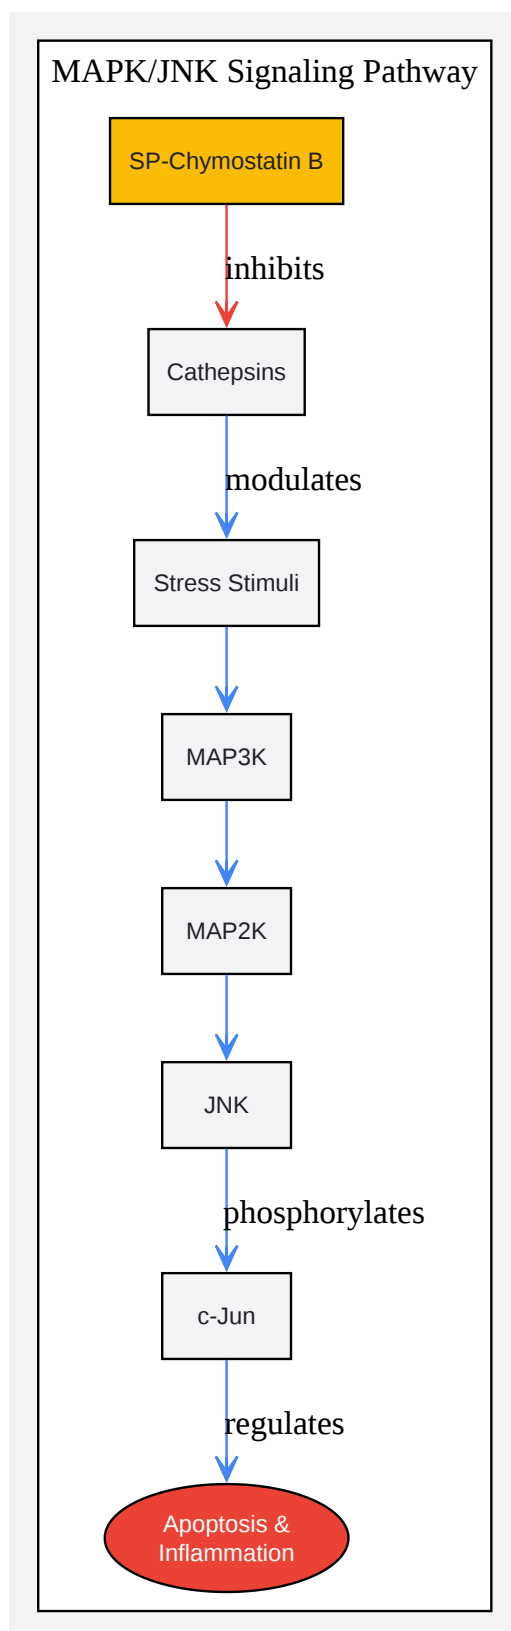 MAPK/JNK Signaling Pathway
SP-Chymostatin B
inhibits
Cathepsins
modulates
Stress Stimuli
MAP3K
MAP2K
JNK
phosphorylates
c-Jun
regulates
Apoptosis &
Inflammation